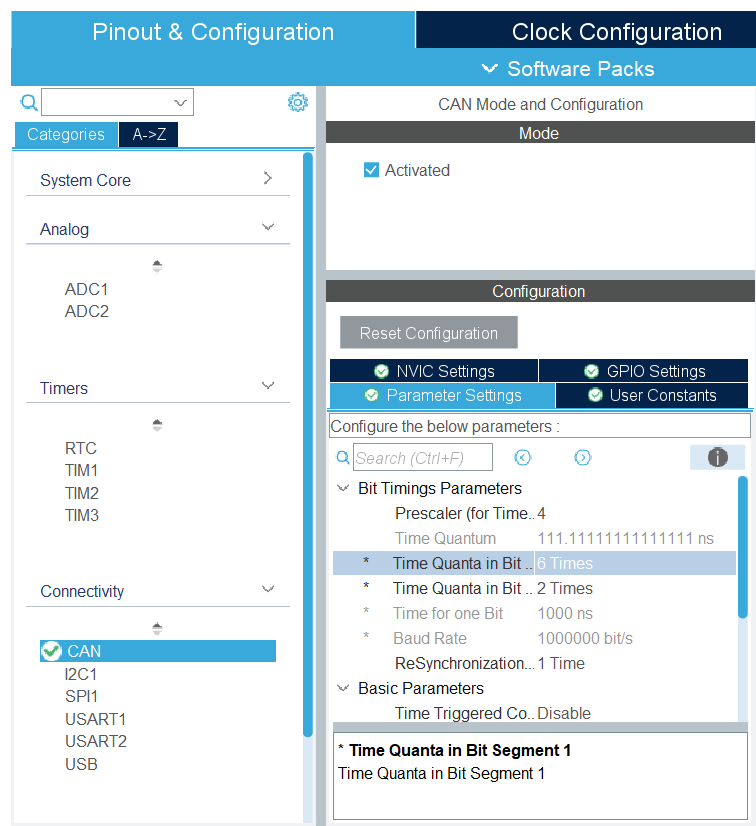 Pinout & Configuration
Clock Configuration
Software Packs
Categories
A->Z
System Core
Analog
ADC1
ADC2
Timers
RTC
TIM1
TIM2
TIM3
Connectivity
CAN
I2C1
SPI1
USART1
USART2
USB
CAN Mode and Configuration
Mode
Activated
Configuration
Reset Configuration
NVIC Settings
GPIO Settings
Parameter Settings
User Constants
Configure the below parameters :
Search (Ctrl+F)
Bit Timings Parameters
Prescaler (for Time.. 4
Time Quantum 111.11111111111111 ns
* Time Quanta in Bit .. 6 Times
* Time Quanta in Bit .. 2 Times
* Time for one Bit 1000 ns
* Baud Rate 1000000 bit/s
ReSynchronization... 1 Time
Basic Parameters
Time Triggered Co.. Disable
* Time Quanta in Bit Segment 1
Time Quanta in Bit Segment 1